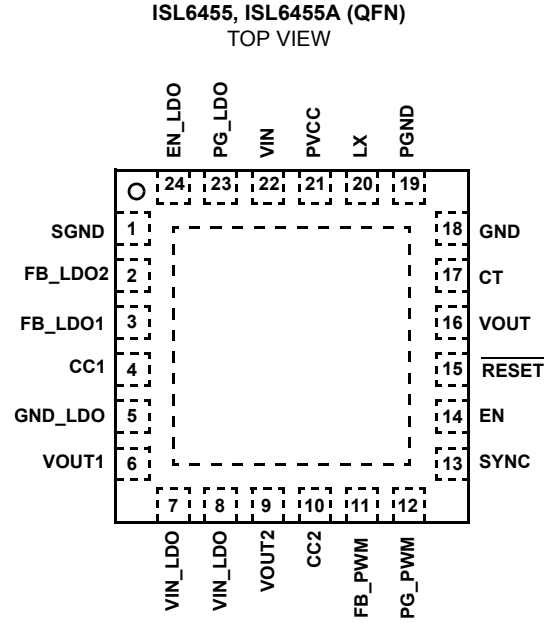 ISL6455, ISL6455A (QFN)
TOP VIEW
EN_LDO
PG_LDO
VIN
PVCC
LX
PGND
24
23
22
21
20
19
SGND 1
FB_LDO2 2
FB_LDO1 3
CC1 4
GND_LDO 5
VOUT1 6
18 GND
17 CT
16 VOUT
15 RESET
14 EN
13 SYNC
7
8
9
10
11
12
VIN_LDO
VIN_LDO
VOUT2
CC2
FB_PWM
PG_PWM